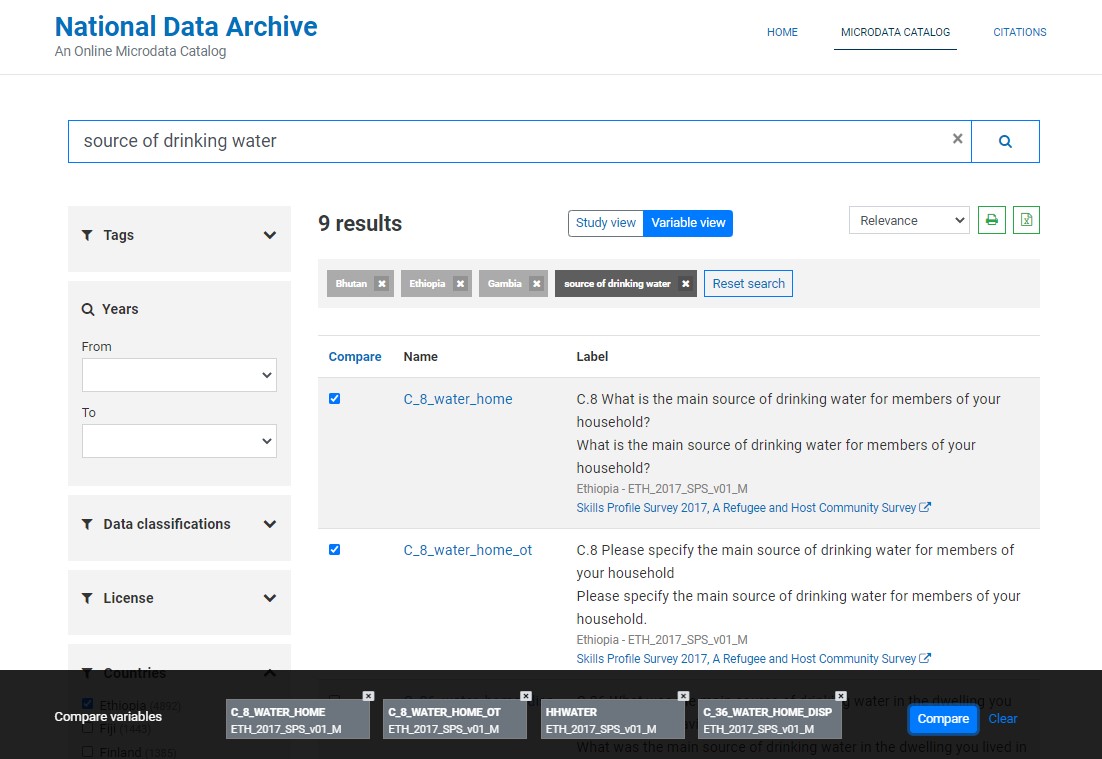 National Data Archive
An Online Microdata Catalog
HOME
MICRODATA CATALOG
CITATIONS
source of drinking water
Tags
Years
From
To
Data classifications
License
Countries
Ethiopia (4892)
Fiji (1443)
Finland (1385)
9 results
Study view
Variable view
Relevance
Bhutan
Ethiopia
Gambia
source of drinking water
Reset search
Compare
Name
Label
C_8_water_home
C.8 What is the main source of drinking water for members of your
household?
What is the main source of drinking water for members of your
household?
Ethiopia - ETH_2017_SPS_v01_M
Skills Profile Survey 2017, A Refugee and Host Community Survey
C_8_water_home_ot
C.8 Please specify the main source of drinking water for members of
your household
Please specify the main source of drinking water for members of your
household.
Ethiopia - ETH_2017_SPS_v01_M
Skills Profile Survey 2017, A Refugee and Host Community Survey
water in the dwelling you
What was the main source of water in the dwelling you lived in
Compare variables
C_8_WATER_HOME
ETH_2017_SPS_v01_M
C_8_WATER_HOME_OT
ETH_2017_SPS_v01_M
HHWATER
ETH_2017_SPS_v01_M
C_36_WATER_HOME_DISP
ETH_2017_SPS_v01_M
Compare
Clear